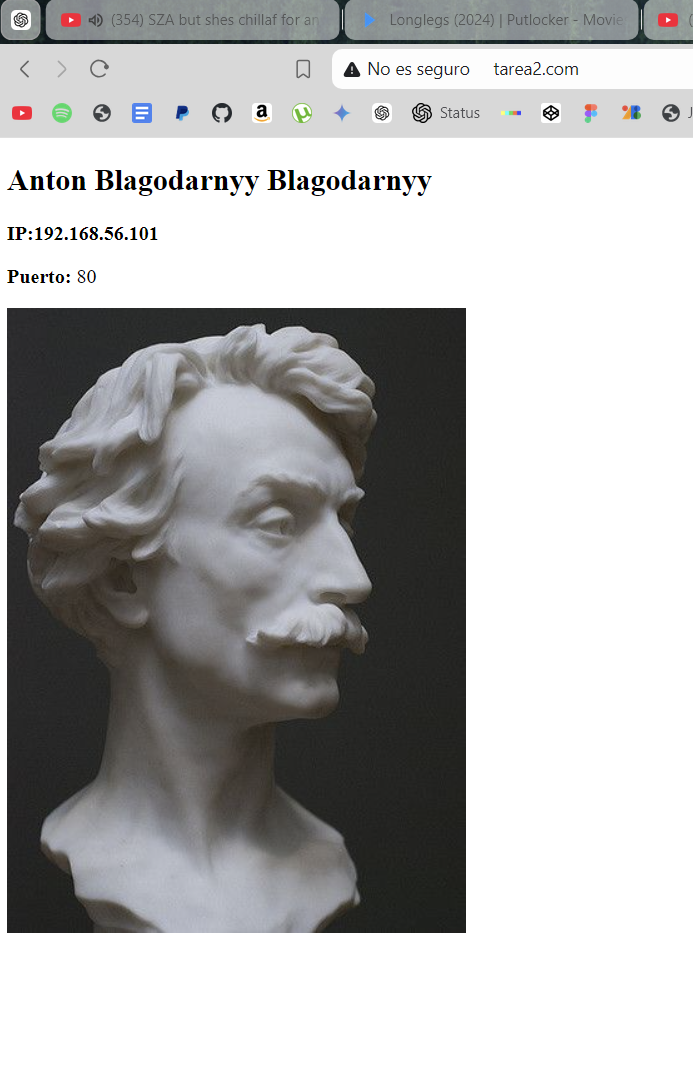 (354) SZA but shes chillaf for an
Longlegs (2024) | Putlocker - Movie
No es seguro tarea2.com
Status
Anton Blagodarnyy Blagodarnyy
IP:192.168.56.101
Puerto: 80